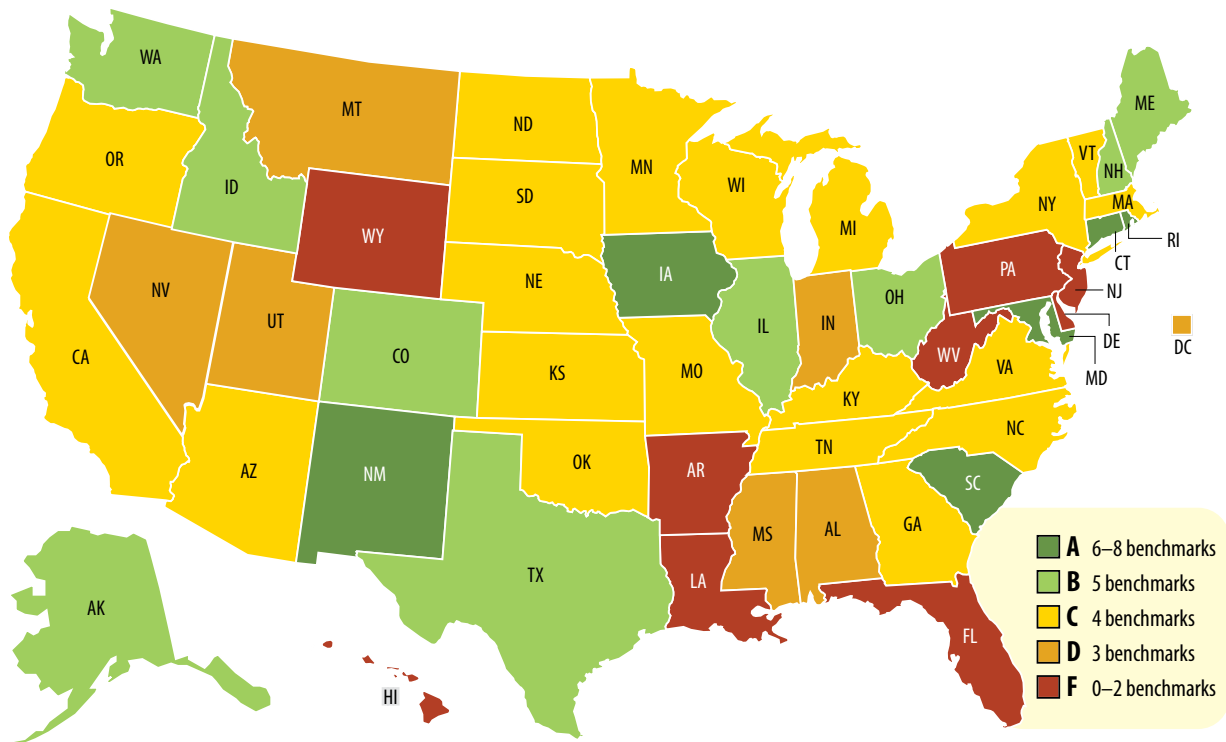 WA
ME
MT
ND
VT
OR
MN
NH
ID
SD
WI
NY
MA
MI
WY
RI
CT
IA
PA
NJ
NE
NV
OH
UT
IL
IN
DE
DC
CA
CO
WV
MD
KS
MO
VA
KY
NC
TN
AZ
NM
OK
AR
SC
MS
AL
GA
TX
LA
AK
FL
HI
A 6–8 benchmarks
B 5 benchmarks
C 4 benchmarks
D 3 benchmarks
F 0–2 benchmarks